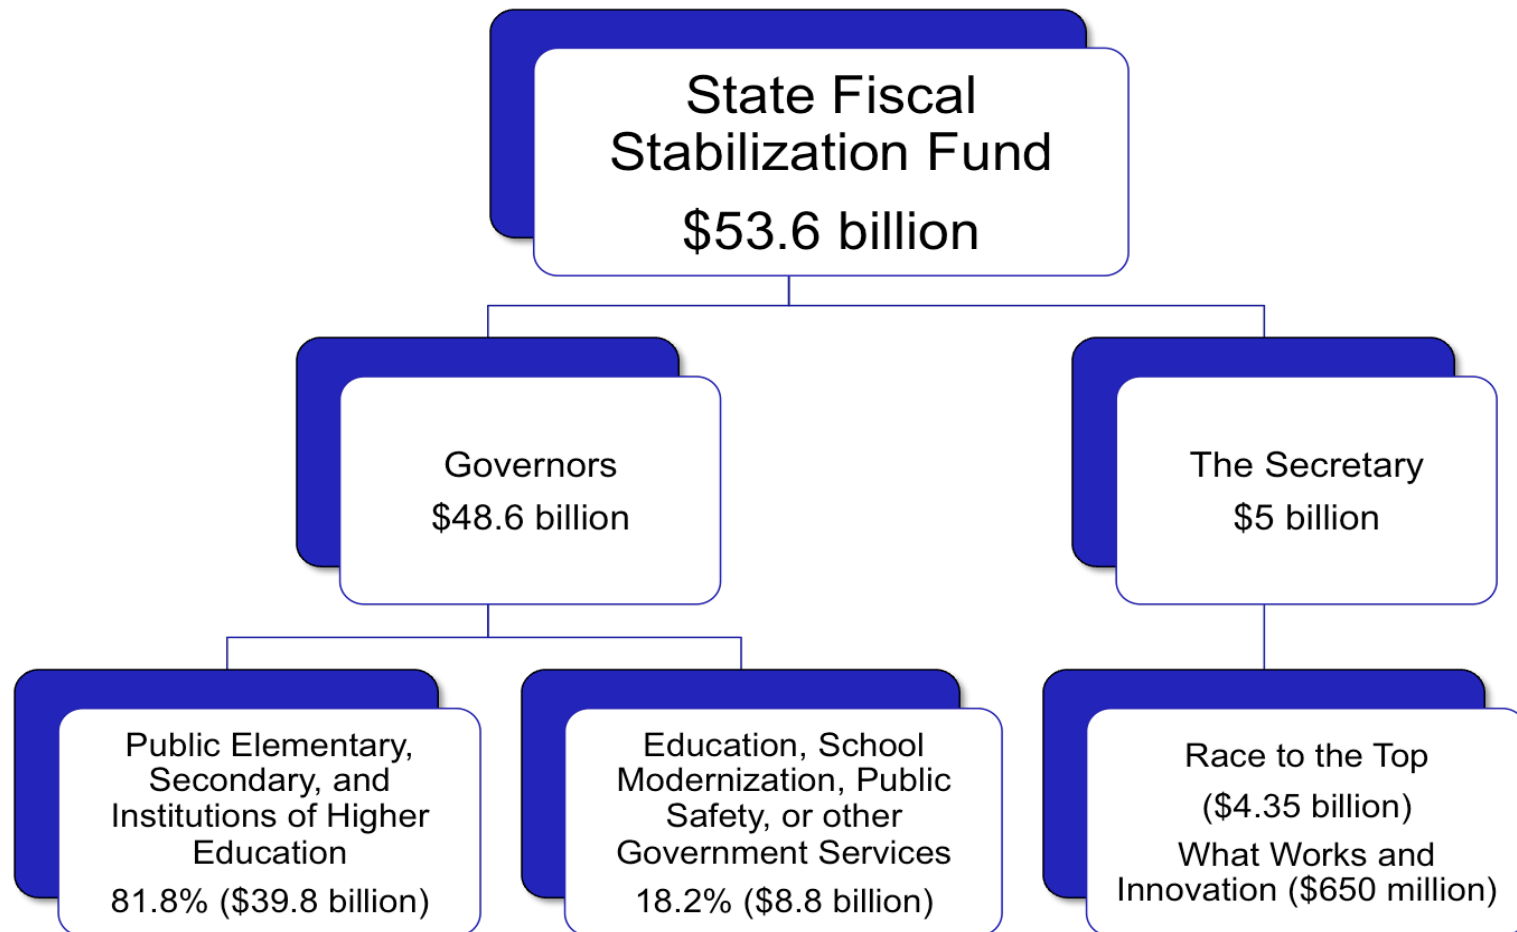 State Fiscal
Stabilization Fund
$53.6 billion
Governors
$48.6 billion
The Secretary
$5 billion
Public Elementary,
Secondary, and
Institutions of Higher
Education
81.8% ($39.8 billion)
Education, School
Modernization, Public
Safety, or other
Government Services
18.2% ($8.8 billion)
Race to the Top
($4.35 billion)
What Works and
Innovation ($650 million)